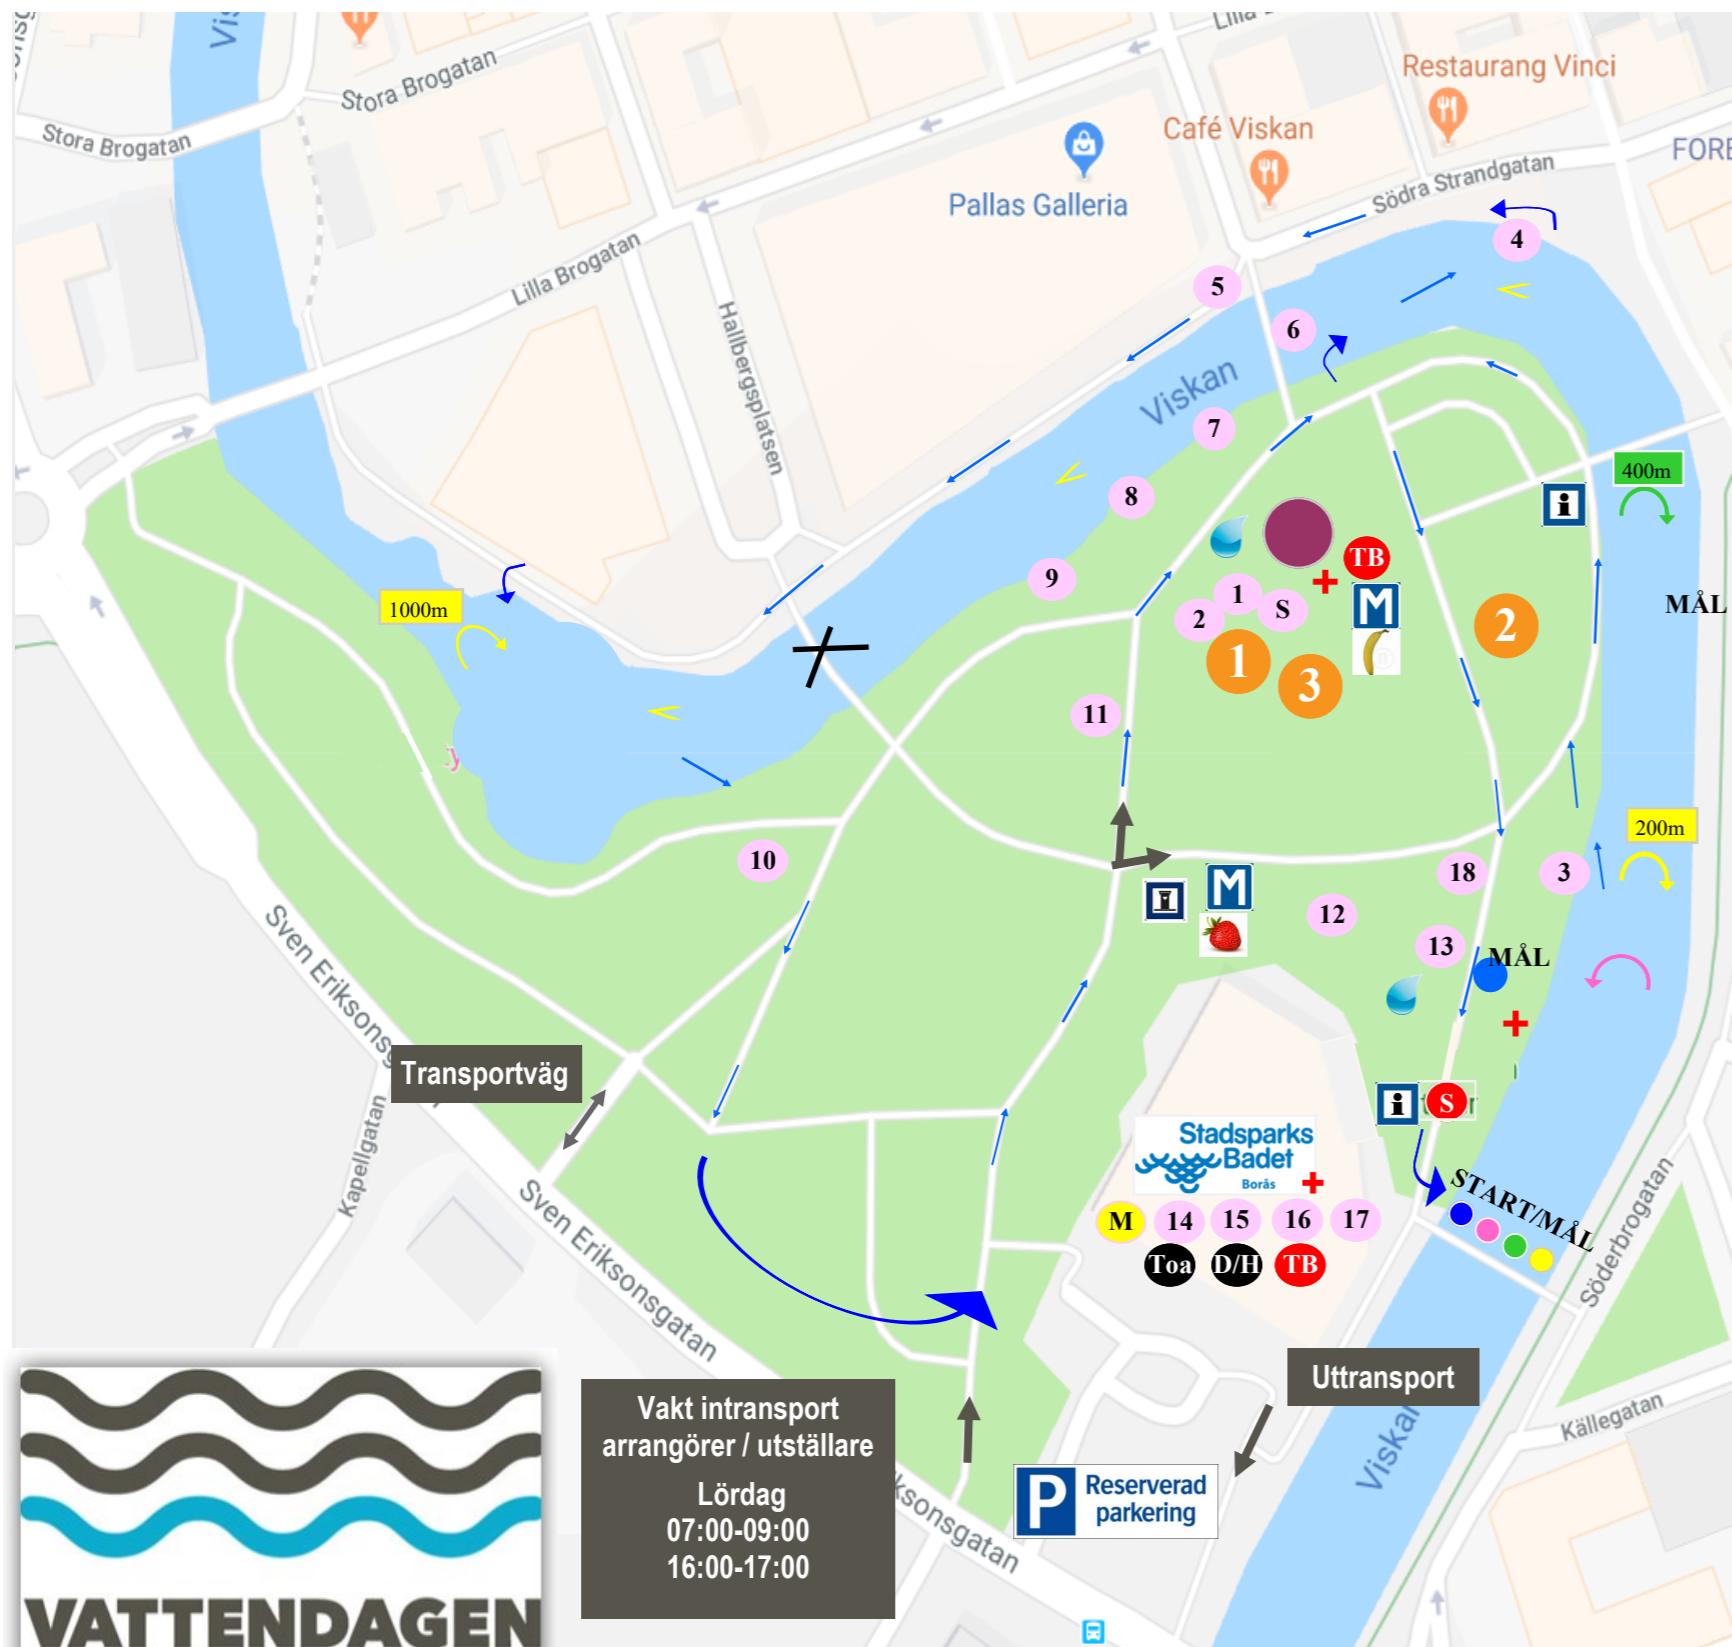 Stora Brogatan
Restaurang Vinci
Café Viskan
Stora Brogatan
Pallas Galleria
Södra Strandgatan
4
Lilla Brogatan
5
6
Hallbergsplatsen
Viskan
7
400m
i
8
TB
9
1
S
M
2
1000m
2
MÅL
1
3
11
200m
10
18
3
M
12
13
MÅL
Sven Eriksonsg
Transportväg
i
S
Kapellgatan
Stadsparks
Badet
Borås
START/MÅL
Sven Eriksonsgatan
M
14
15
16
17
Toa
D/H
TB
Söderbrogatan
Uttransport
Vakt intransport
arrangörer / utställare
Lördag
07:00-09:00
16:00-17:00
Källegatan
Viskan
P
Reserverad
parkering
ksonsgatan
VATTENDAGEN